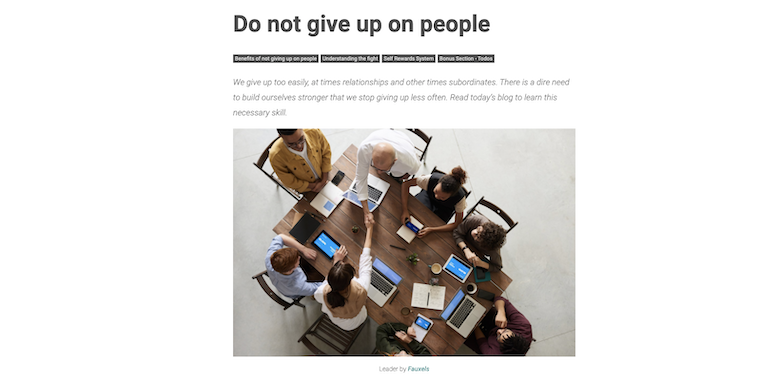 Do not give up on people
Benefits of not giving up on people Understanding the fight Self Rewards System Bonus Section - Todos
We give up too easily, at times relationships and other times subordinates. There is a dire need
to build ourselves stronger that we stop giving up less often. Read today's blog to learn this
necessary skill.
Leader by Fauxels